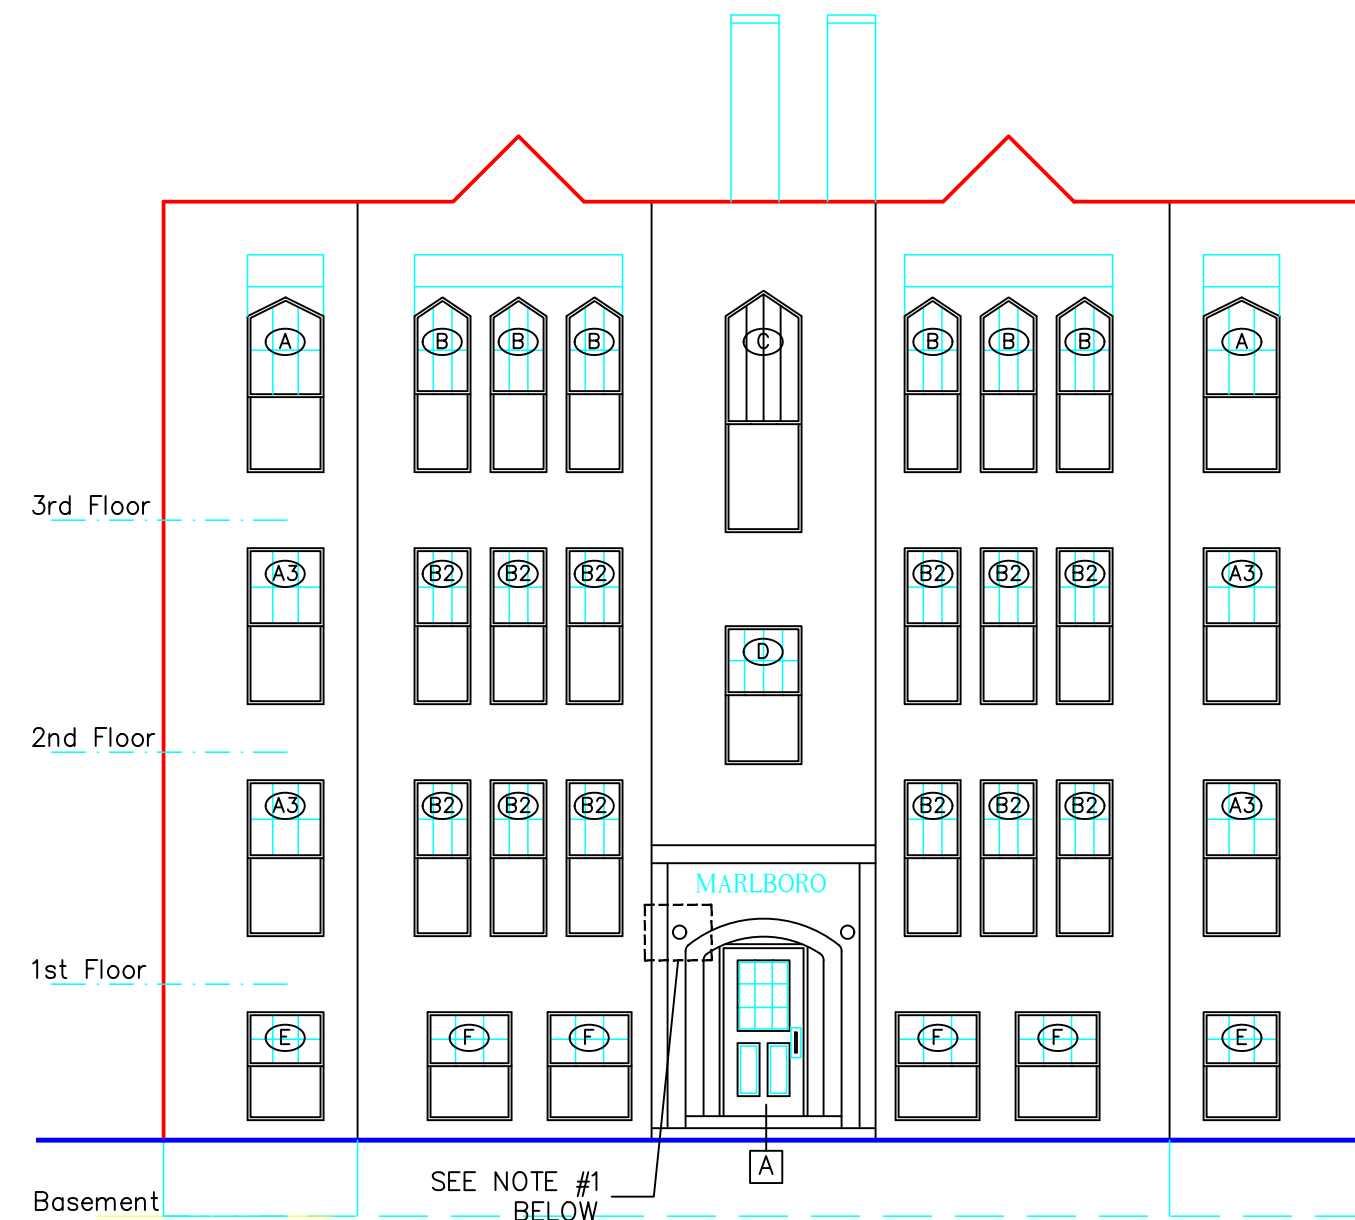 A B B B C B B B A
3rd Floor
A3 B2 B2 B2 B2 B2 B2 A3
D
2nd Floor
A3 B2 B2 B2 B2 B2 B2 A3
MARLBORO
1st Floor
E F F F F E
A
SEE NOTE #1
BELOW
Basement